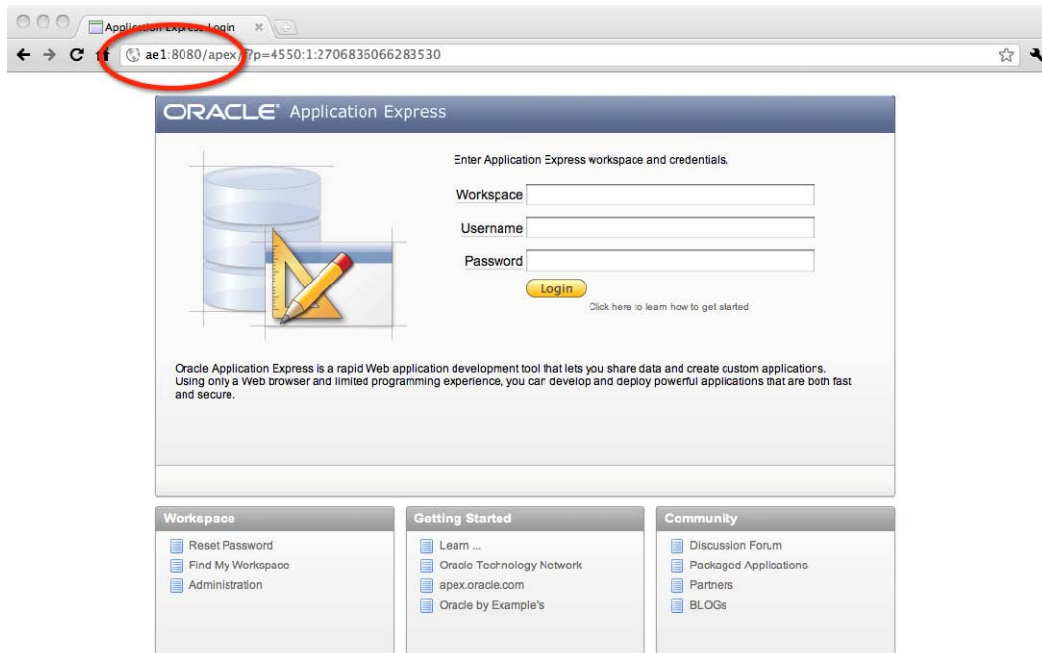 Application Express Login
ae1:8080/apex/f?p=4550:1:2706835066283530
ORACLE® Application Express
Enter Application Express workspace and credentials.
Workspace
Username
Password
Login
Click here to learn how to get started
Oracle Application Express is a rapid Web application development tool that lets you share data and create custom applications.
Using only a Web browser and limited programming experience, you can develop and deploy powerful applications that are both fast
and secure.
Workspace
Reset Password
Find My Workspace
Administration
Getting Started
Learn ...
Oracle Technology Network
apex.oracle.com
Oracle by Example's
Community
Discussion Forum
Packaged Applications
Partners
BLOGs